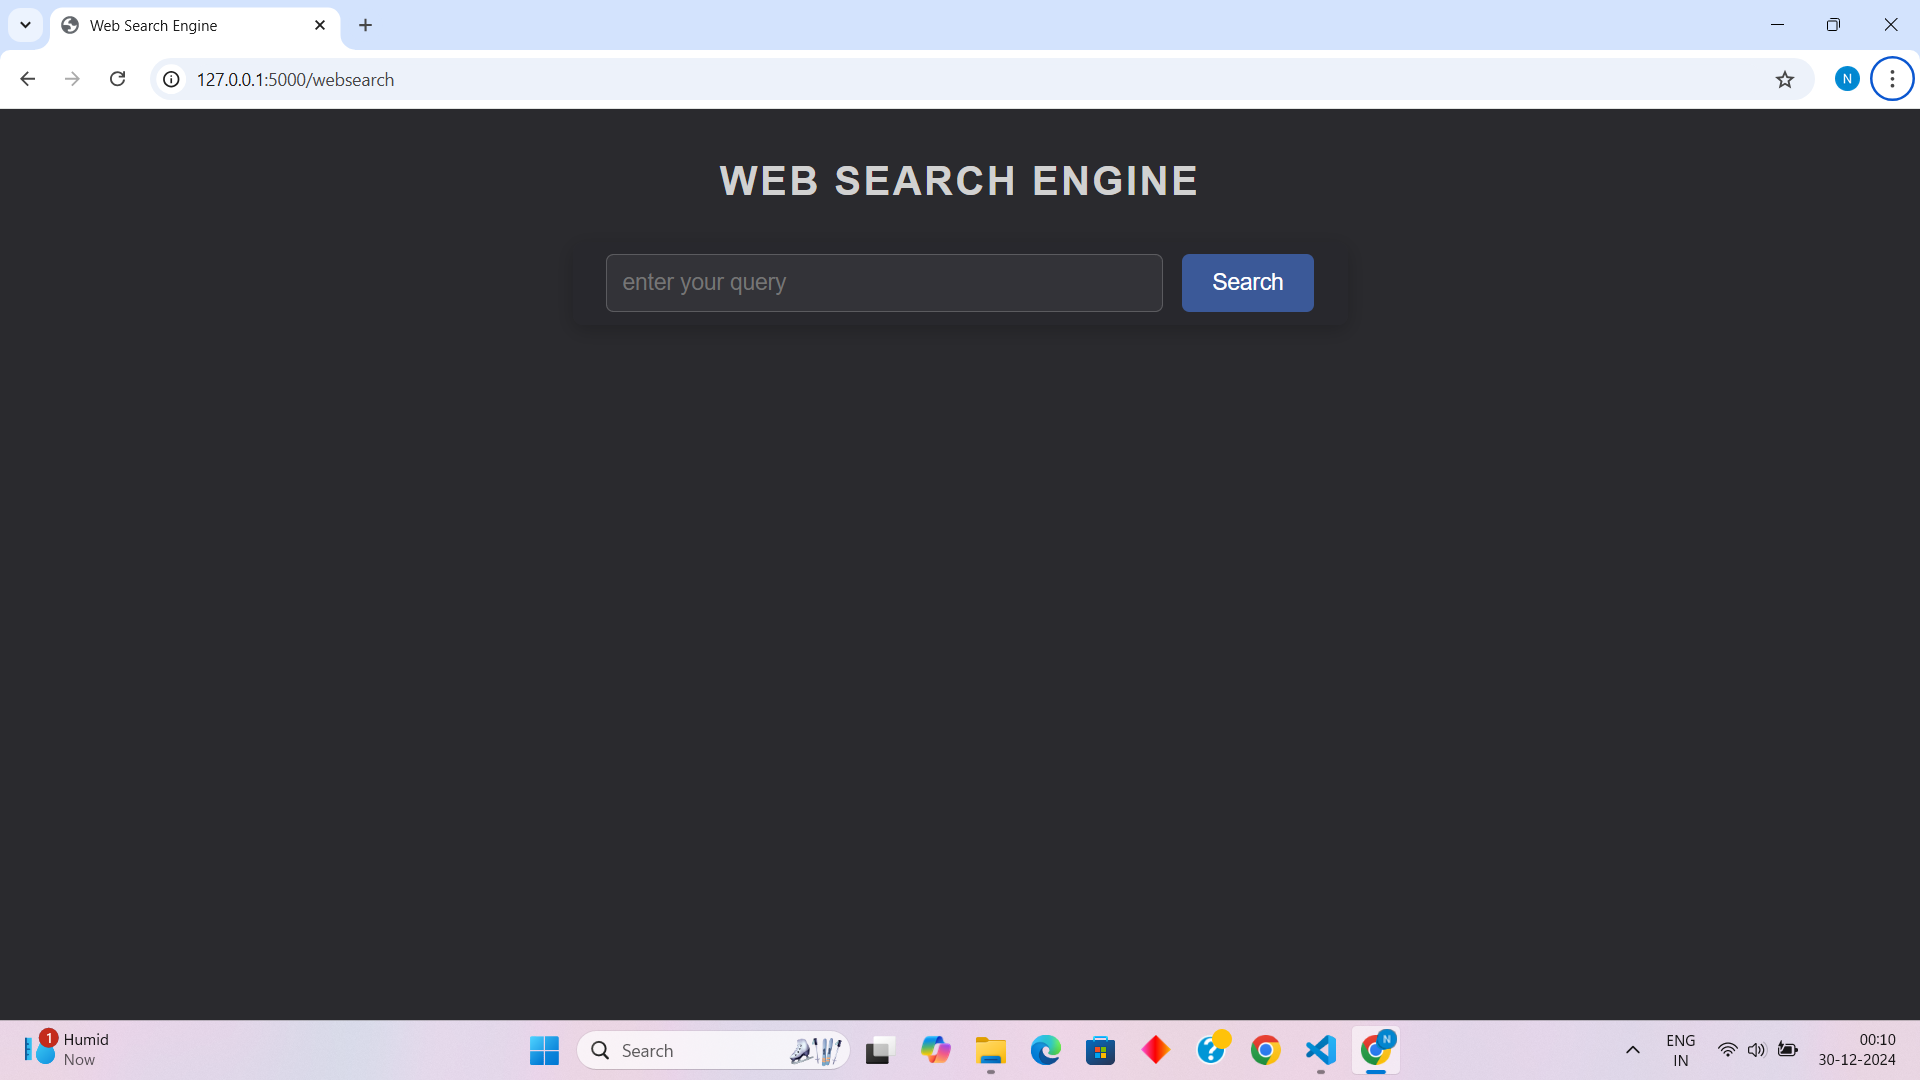 Web Search Engine
127.0.0.1:5000/websearch
N
WEB SEARCH ENGINE
enter your query
Search
1
Humid
Now
Search
N
ENG
IN
00:10
30-12-2024